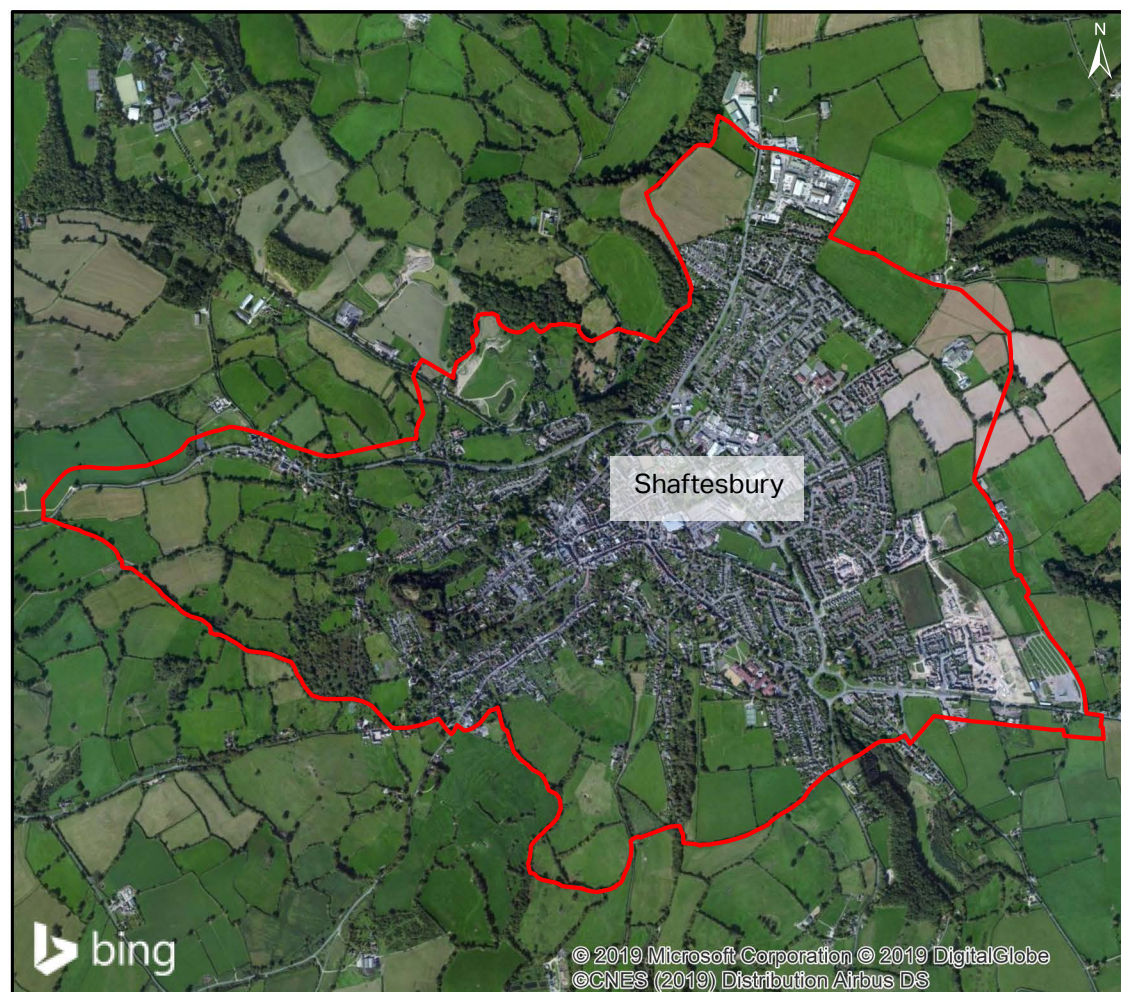 N
Shaftesbury
bing
© 2019 Microsoft Corporation © 2019 DigitalGlobe
©CNES (2019) Distribution Airbus DS